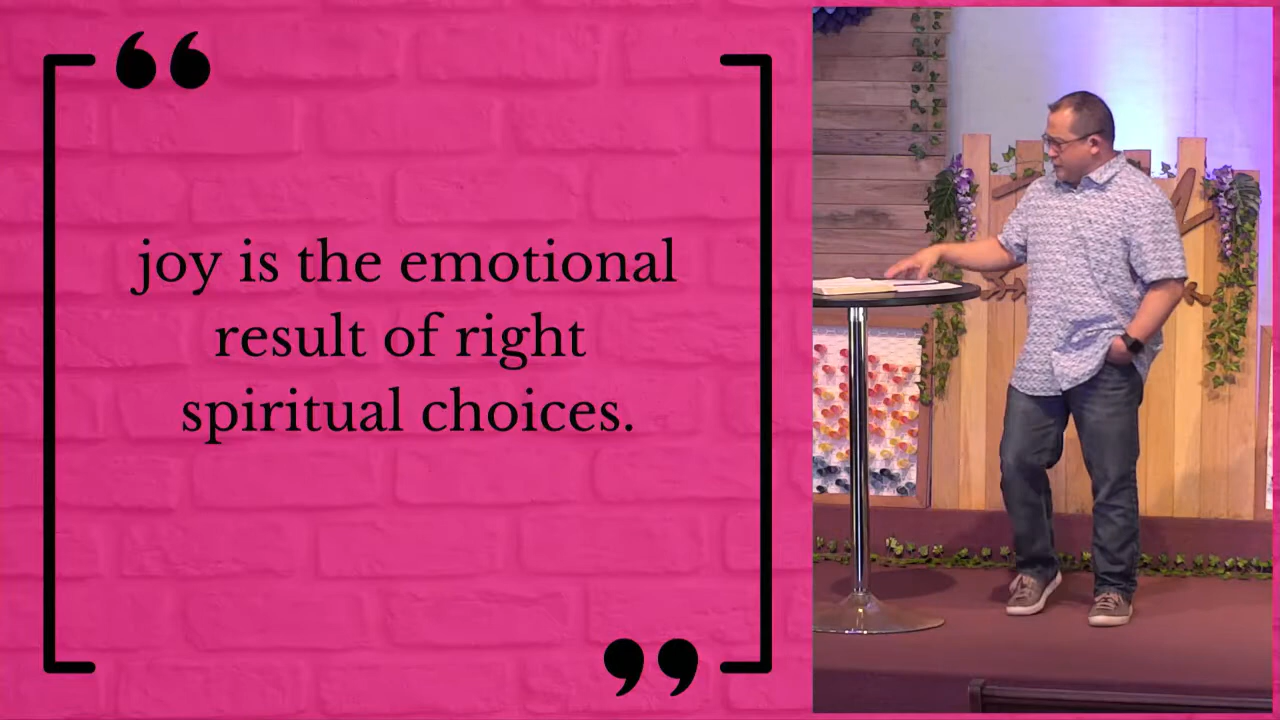 “
joy is the emotional
result of right
spiritual choices.
”